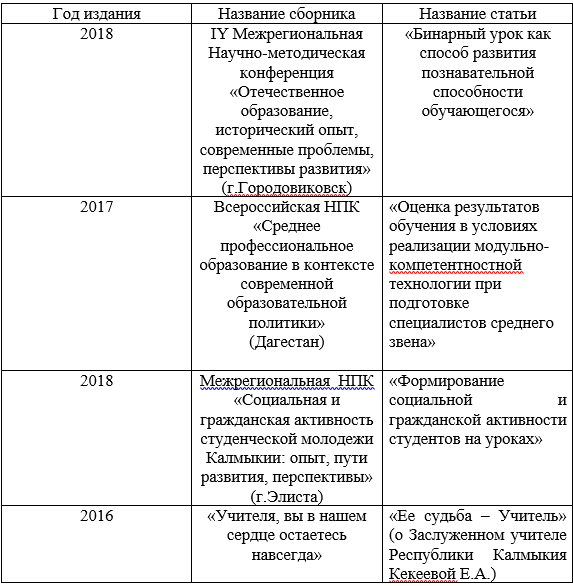 Год издания
Название сборника
Название статьи
2018
IY Межрегиональная
Научно-методическая
конференция
«Отечественное
образование,
исторический опыт,
современные проблемы,
перспективы развития»
(г.Городовиковск)
«Бинарный урок как
способ развития
познавательной
способности
обучающегося»
2017
Всероссийская НПК
«Среднее
профессиональное
образование в контексте
современной
образовательной
политики»
(Дагестан)
«Оценка результатов
обучения в условиях
реализации модульно-
компетентностной
технологии при
подготовке
специалистов среднего
звена»
2018
Межрегиональная НПК
«Социальная и
гражданская активность
студенческой молодежи
Калмыкии: опыт, пути
развития, перспективы»
(г.Элиста)
«Формирование
социальной и
гражданской активности
студентов на уроках»
2016
«Учителя, вы в нашем
сердце остаетесь
навсегда»
«Ее судьба – Учитель»
(о Заслуженном учителе
Республики Калмыкия
Кекеевой Е.А.)